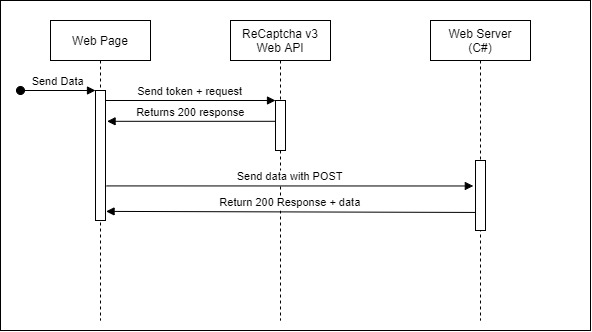 Web Page
ReCaptcha v3
Web API
Web Server
(C#)
Send Data
Send token + request
Returns 200 response
Send data with POST
Return 200 Response + data